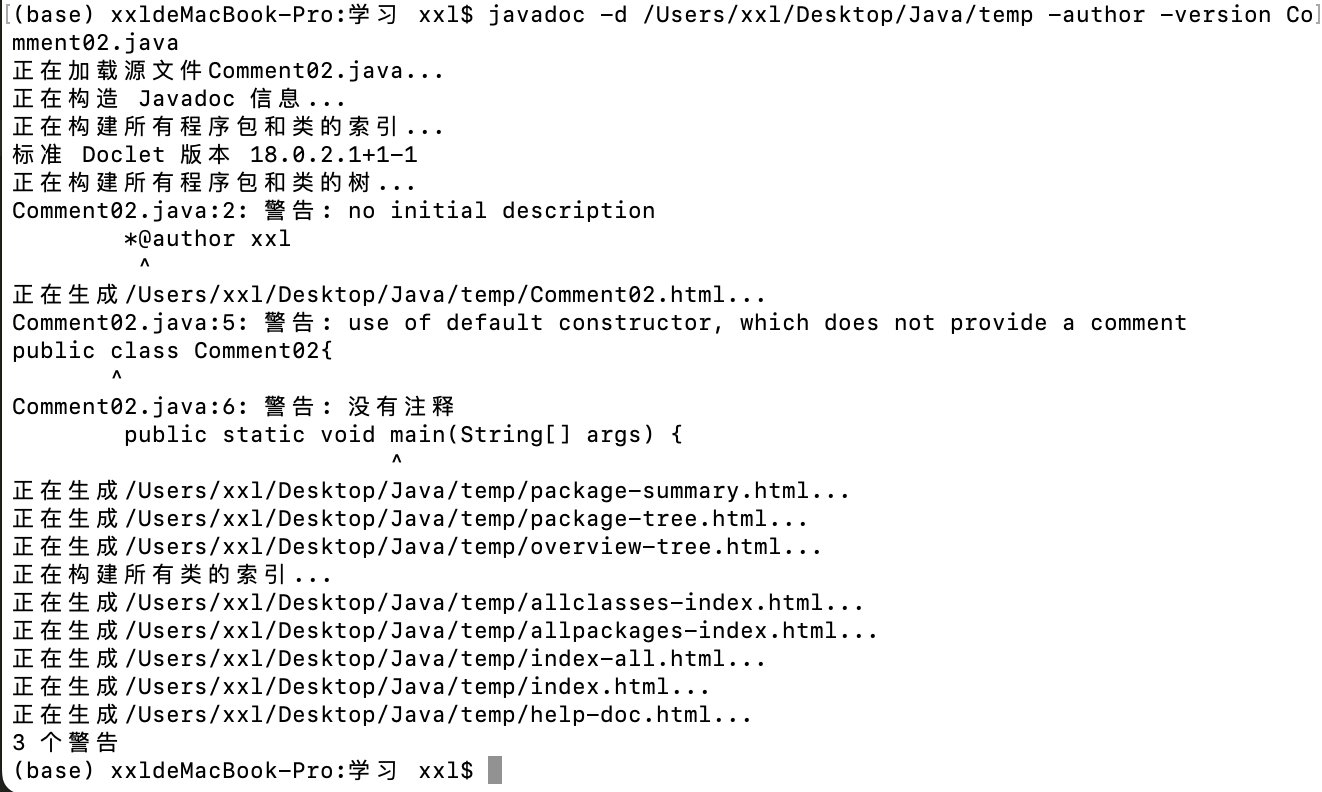 (base) xxldeMacBook-Pro:学习 xxl$ javadoc -d /Users/xxl/Desktop/Java/temp -author -version Co
mment02.java
正在加载源文件Comment02.java...
正在构造 Javadoc 信息...
正在构建所有程序包和类的索引...
标准 Doclet 版本 18.0.2.1+1-1
正在构建所有程序包和类的树...
Comment02.java:2: 警告: no initial description
        *@author xxl
         ^
正在生成/Users/xxl/Desktop/Java/temp/Comment02.html...
Comment02.java:5: 警告: use of default constructor, which does not provide a comment
public class Comment02{
       ^
Comment02.java:6: 警告: 没有注释
        public static void main(String[] args) {
                           ^
正在生成/Users/xxl/Desktop/Java/temp/package-summary.html...
正在生成/Users/xxl/Desktop/Java/temp/package-tree.html...
正在生成/Users/xxl/Desktop/Java/temp/overview-tree.html...
正在构建所有类的索引...
正在生成/Users/xxl/Desktop/Java/temp/allclasses-index.html...
正在生成/Users/xxl/Desktop/Java/temp/allpackages-index.html...
正在生成/Users/xxl/Desktop/Java/temp/index-all.html...
正在生成/Users/xxl/Desktop/Java/temp/index.html...
正在生成/Users/xxl/Desktop/Java/temp/help-doc.html...
3 个警告
(base) xxldeMacBook-Pro:学习 xxl$